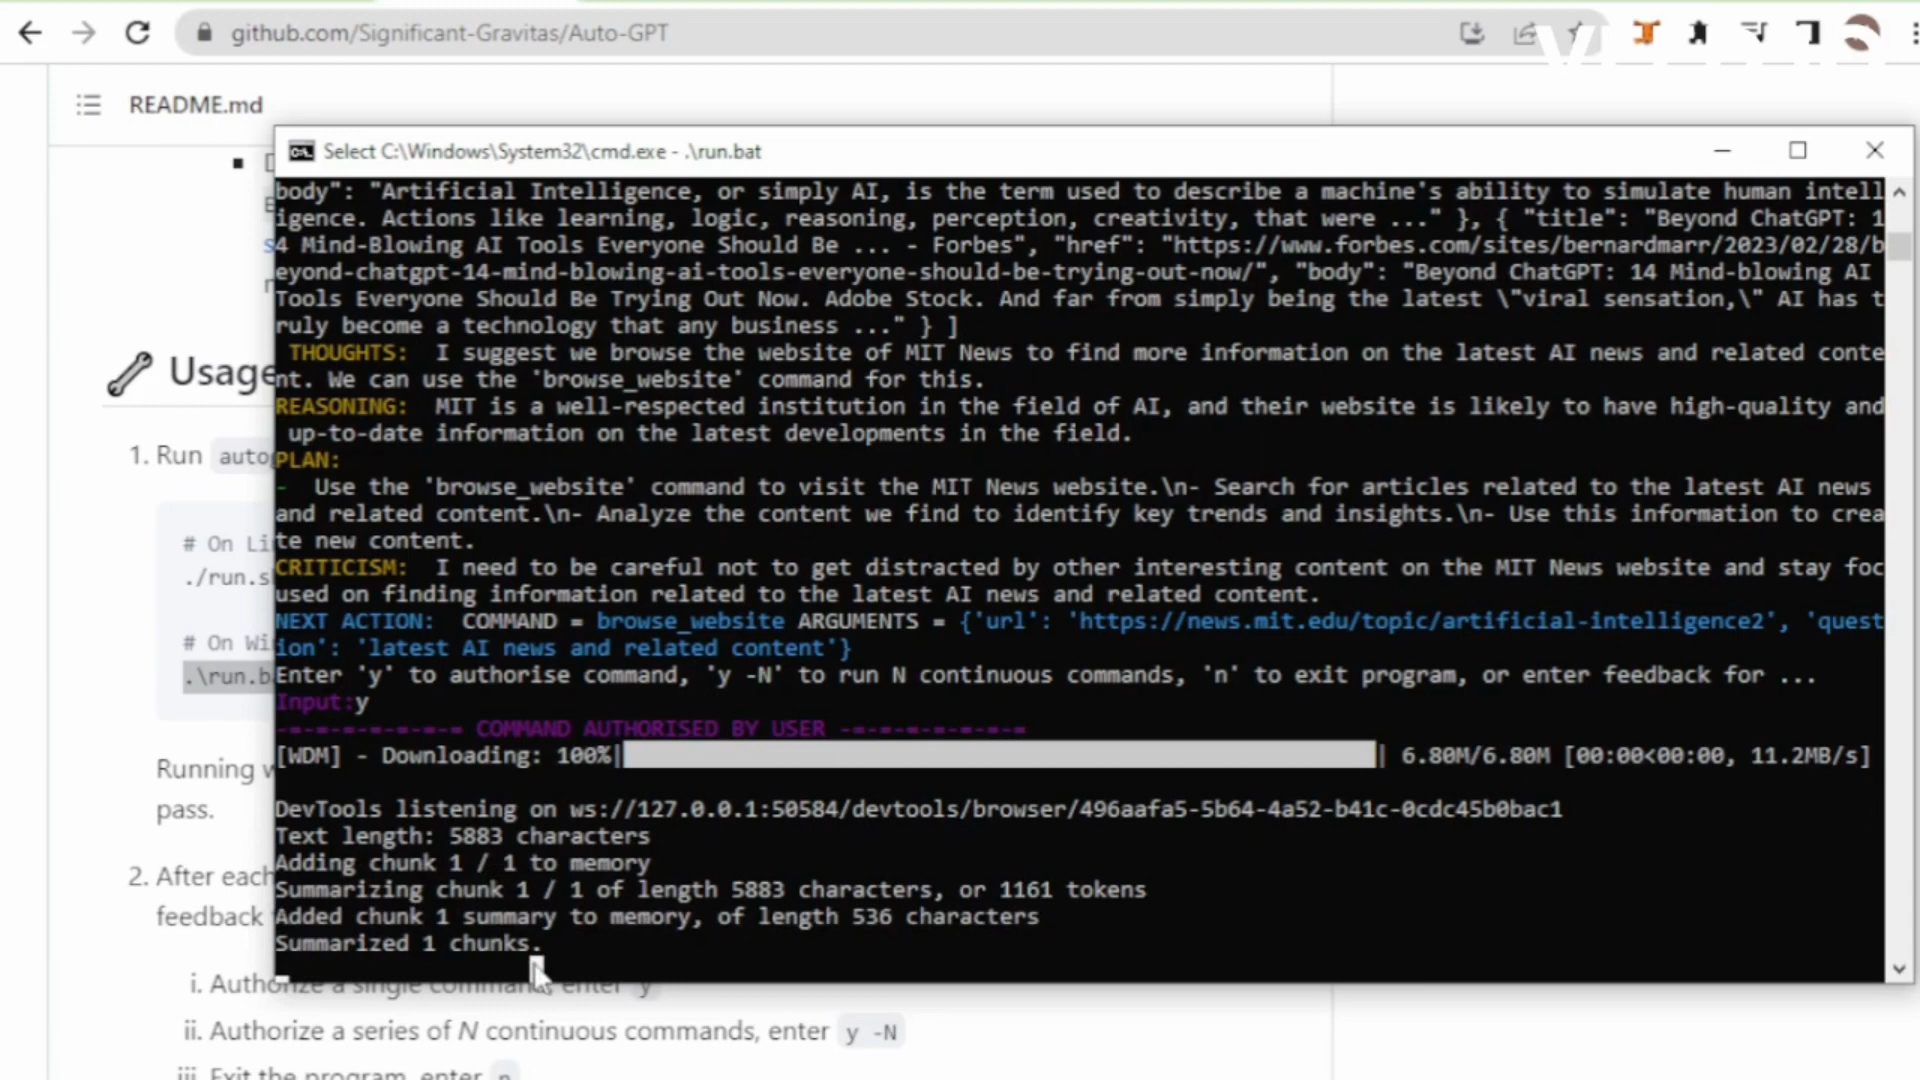 github.com/Significant-Gravitas/Auto-GPT
README.md
Select C:\Windows\System32\cmd.exe - .\run.bat
body": "Artificial Intelligence, or simply AI, is the term used to describe a machine's ability to simulate human intell
igence. Actions like learning, logic, reasoning, perception, creativity, that were ..." }, { "title": "Beyond ChatGPT: 1
4 Mind-Blowing AI Tools Everyone Should Be ... - Forbes", "href": "https://www.forbes.com/sites/bernardmarr/2023/02/28/b
eyond-chatgpt-14-mind-blowing-ai-tools-everyone-should-be-trying-out-now/", "body": "Beyond ChatGPT: 14 Mind-blowing AI
Tools Everyone Should Be Trying Out Now. Adobe Stock. And far from simply being the latest \"viral sensation,\" AI has t
ruly become a technology that any business ..." } ]
THOUGHTS: I suggest we browse the website of MIT News to find more information on the latest AI news and related conte
nt. We can use the 'browse_website' command for this.
REASONING: MIT is a well-respected institution in the field of AI, and their website is likely to have high-quality and
up-to-date information on the latest developments in the field.
PLAN:
- Use the 'browse_website' command to visit the MIT News website.\n- Search for articles related to the latest AI news
and related content.\n- Analyze the content we find to identify key trends and insights.\n- Use this information to crea
te new content.
CRITICISM: I need to be careful not to get distracted by other interesting content on the MIT News website and stay foc
used on finding information related to the latest AI news and related content.
NEXT ACTION: COMMAND = browse_website ARGUMENTS = {'url': 'https://news.mit.edu/topic/artificial-intelligence2', 'quest
ion': 'latest AI news and related content'}
Enter 'y' to authorise command, 'y -N' to run N continuous commands, 'n' to exit program, or enter feedback for ...
Input:y
-=-=-=-=-=-=-= COMMAND AUTHORISED BY USER -=-=-=-=-=-=-=
[WDM] - Downloading: 100%| | 6.80M/6.80M [00:00<00:00, 11.2MB/s]
DevTools listening on ws://127.0.0.1:50584/devtools/browser/496aafa5-5b64-4a52-b41c-0cdc45b0bac1
Text length: 5883 characters
Adding chunk 1 / 1 to memory
Summarizing chunk 1 / 1 of length 5883 characters, or 1161 tokens
Added chunk 1 summary to memory, of length 536 characters
Summarized 1 chunks.
Usage
1. Run
# On
./run.s
# On
.\run.b
Running
pass.
2. After each
feedback
i. Authorize a single command, enter y
ii. Authorize a series of N continuous commands, enter y -N
iii. Exit the program, enter n